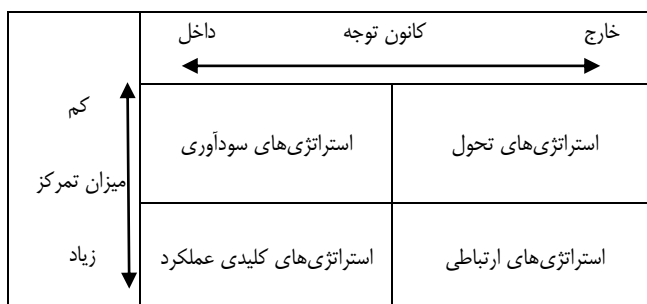 خارج کانون توجه داخل
کم
استراتژی‌های تحول استراتژی‌های سودآوری
میزان تمرکز
استراتژی‌های ارتباطی استراتژی‌های کلیدی عملکرد زیاد